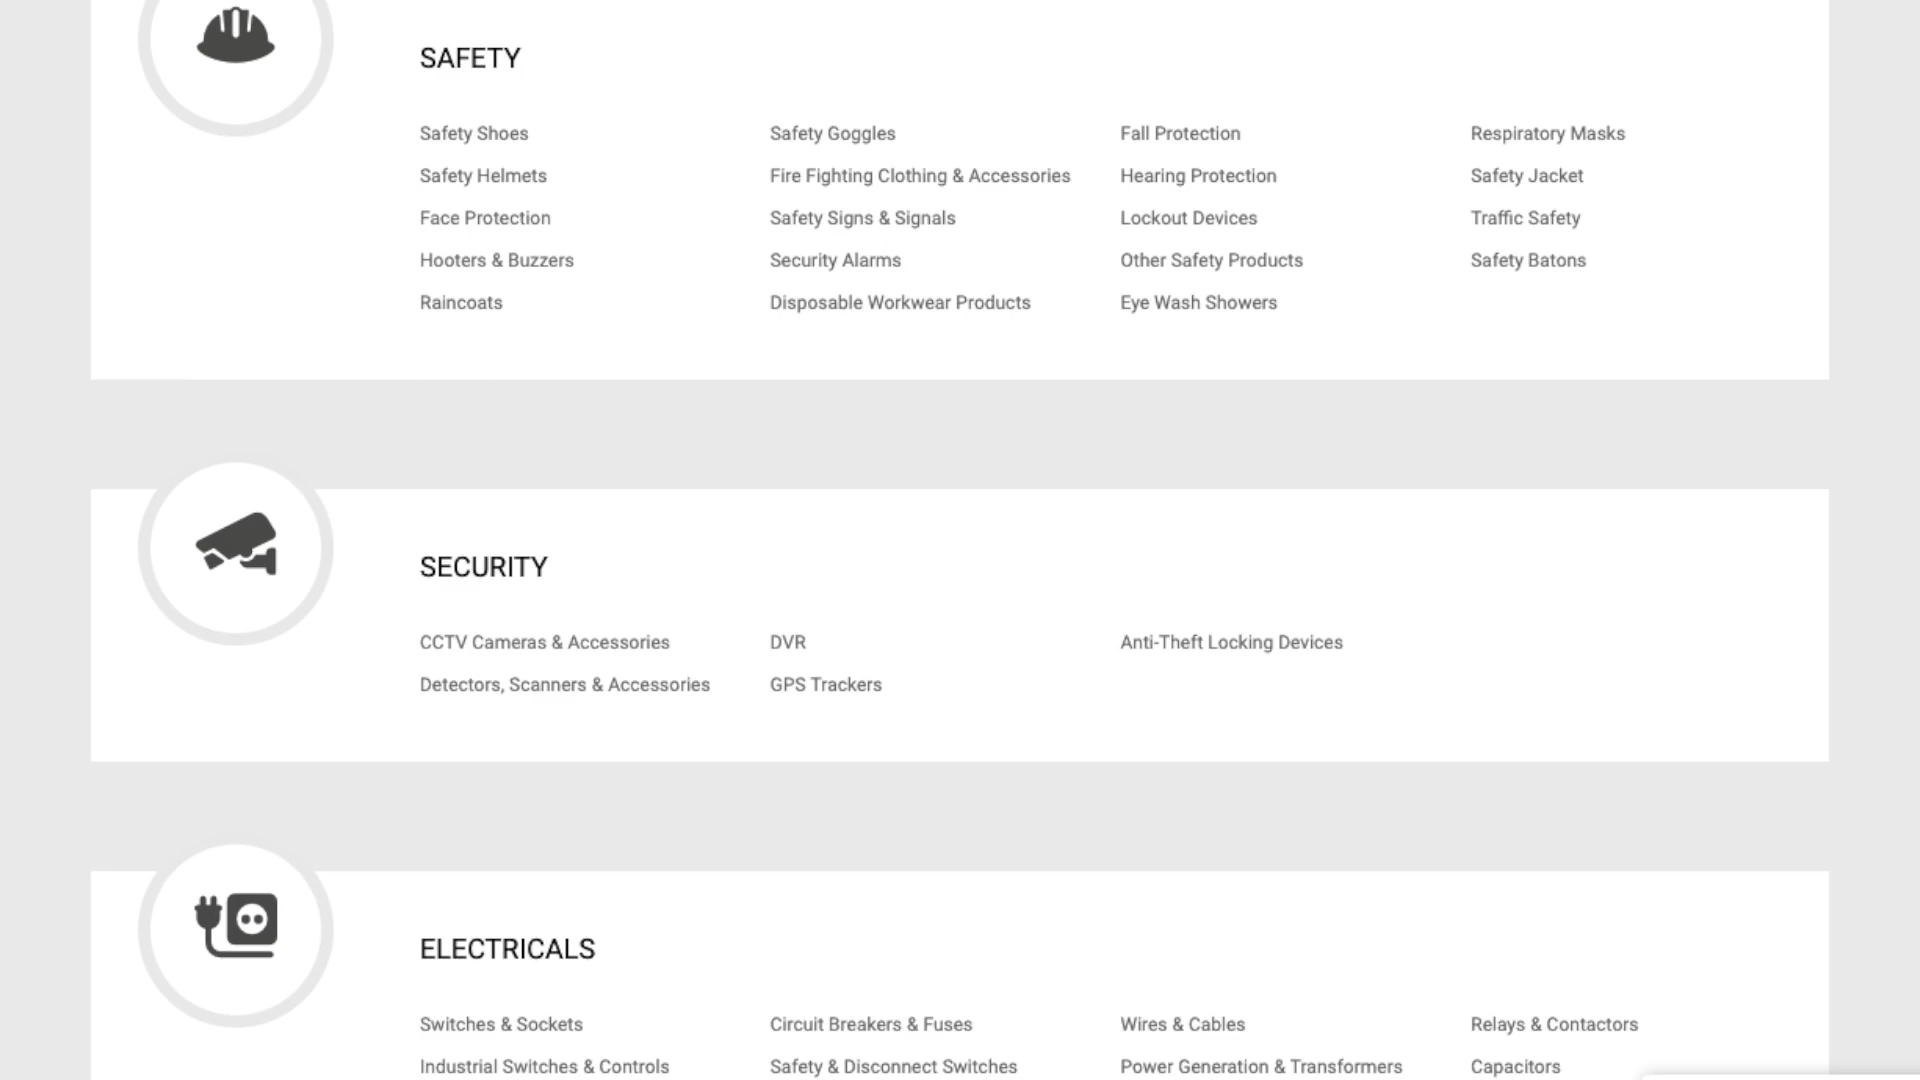 SAFETY
Safety Shoes
Safety Goggles
Fall Protection
Respiratory Masks
Safety Helmets
Fire Fighting Clothing & Accessories
Hearing Protection
Safety Jacket
Face Protection
Safety Signs & Signals
Lockout Devices
Traffic Safety
Hooters & Buzzers
Security Alarms
Other Safety Products
Safety Batons
Raincoats
Disposable Workwear Products
Eye Wash Showers
SECURITY
CCTV Cameras & Accessories
DVR
Anti-Theft Locking Devices
Detectors, Scanners & Accessories
GPS Trackers
ELECTRICALS
Switches & Sockets
Circuit Breakers & Fuses
Wires & Cables
Relays & Contactors
Industrial Switches & Controls
Safety & Disconnect Switches
Power Generation & Transformers
Capacitors